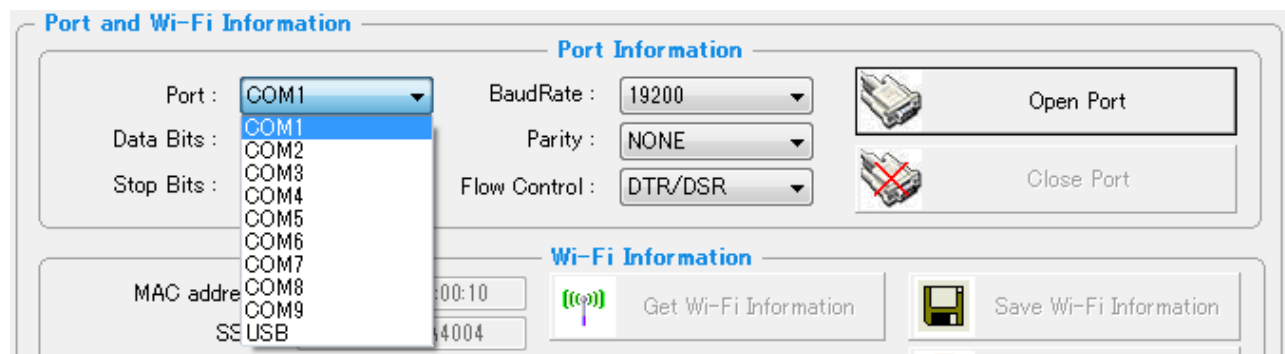 Port and Wi-Fi Information
Port Information
Port : COM1 BaudRate : 19200 Open Port
COM1
Data Bits : COM2 Parity : NONE
COM3
Stop Bits : COM4 Flow Control : DTR/DSR Close Port
COM5
COM6
COM7
Wi-Fi Information
MAC addre COM8 :00:10 Get Wi-Fi Information Save Wi-Fi Information
COM9
SS USB 4004